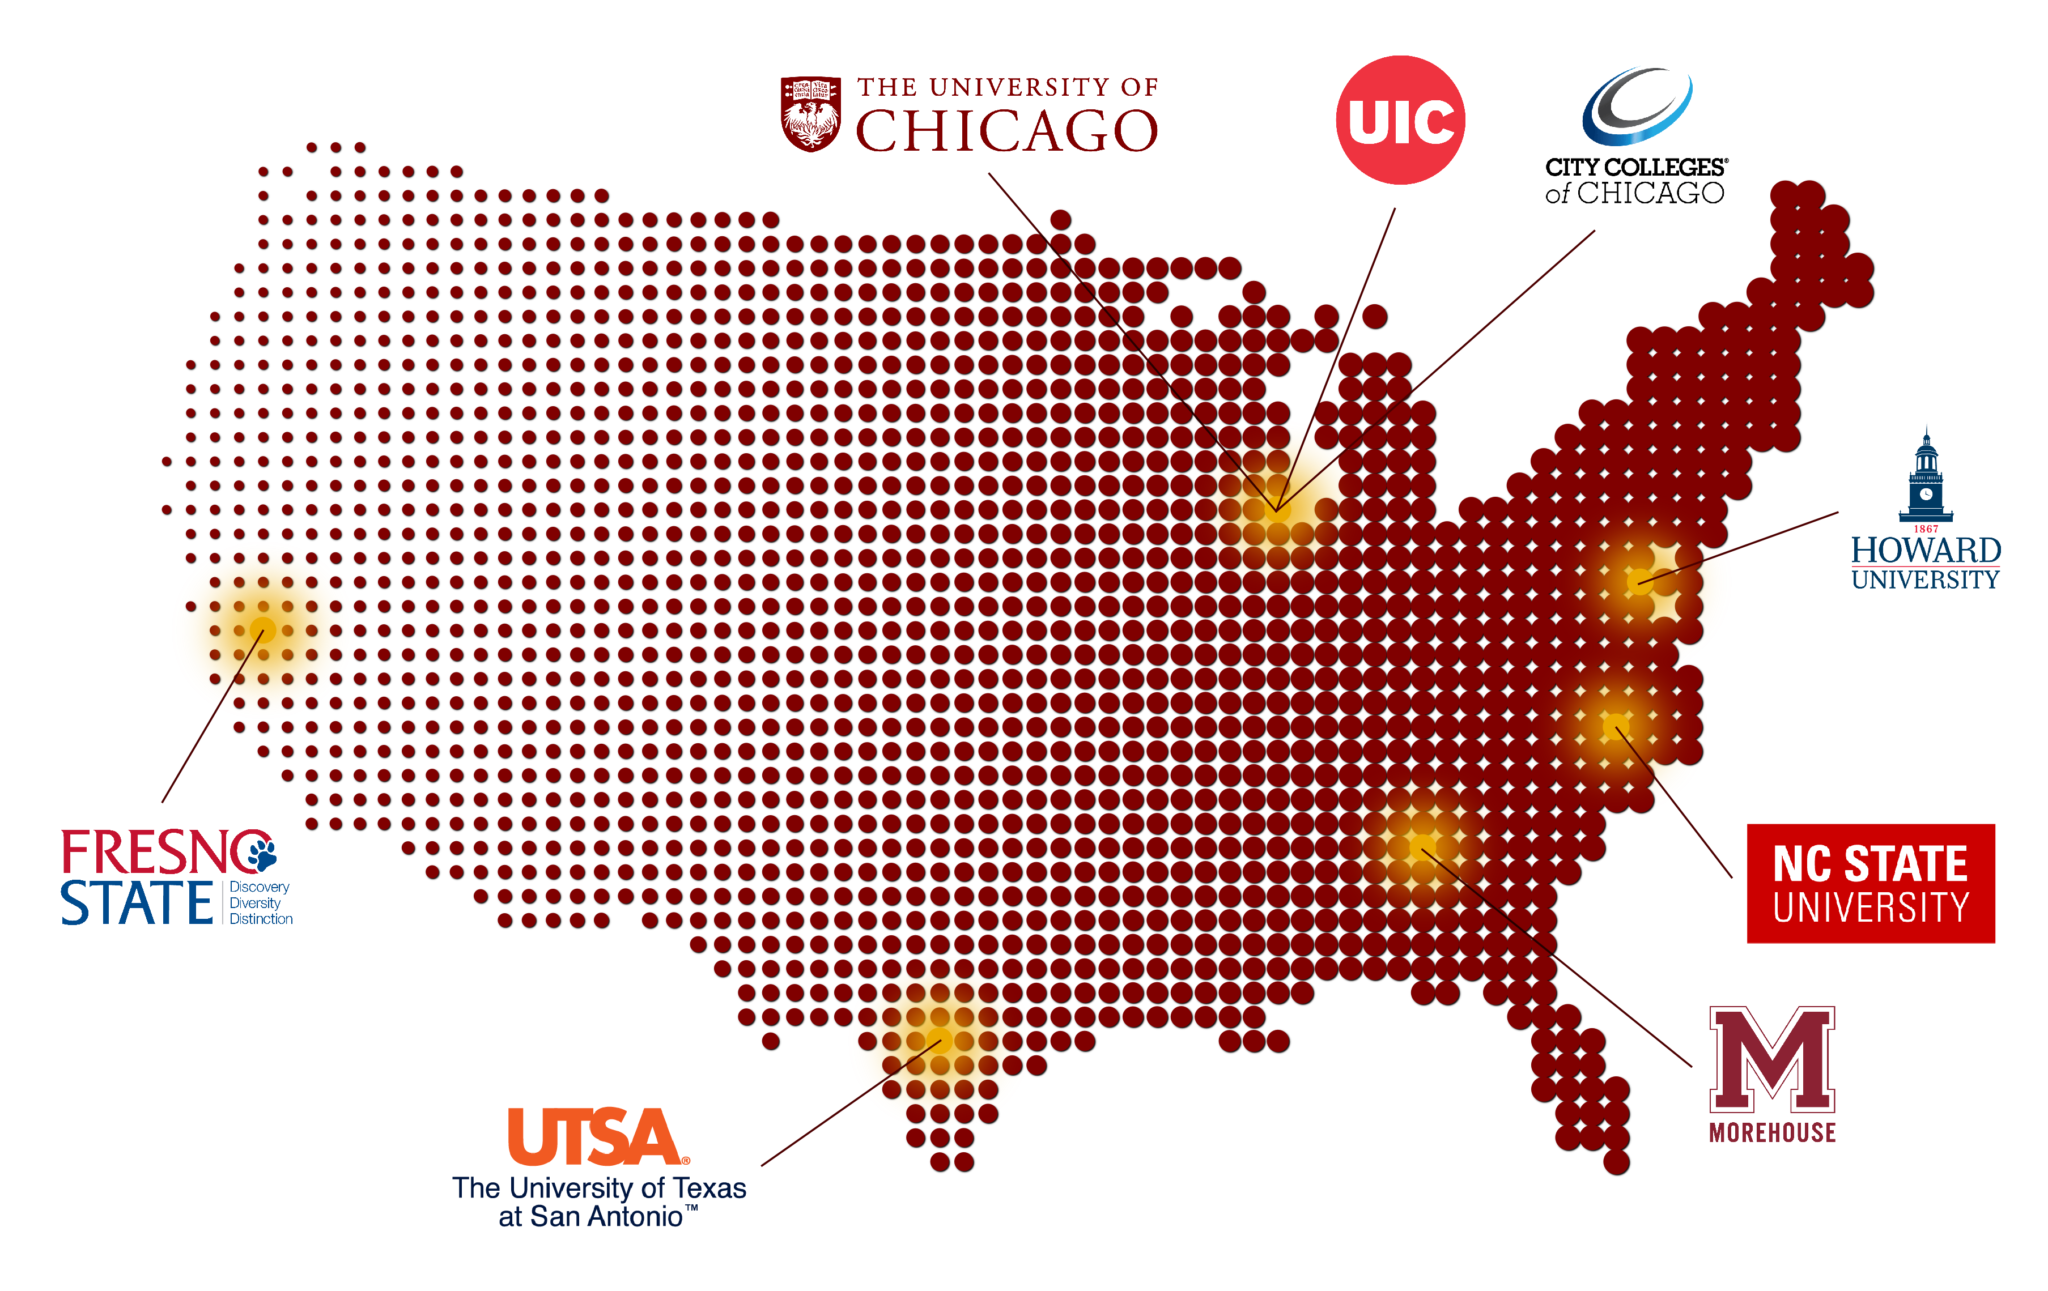 THE UNIVERSITY OF
CHICAGO
UIC
CITY COLLEGES®
of CHICAGO
1867
HOWARD
UNIVERSITY
FRESNO
STATE
Discovery
Diversity
Distinction
NC STATE
UNIVERSITY
M
MOREHOUSE
UTSA®
The University of Texas
at San Antonio™